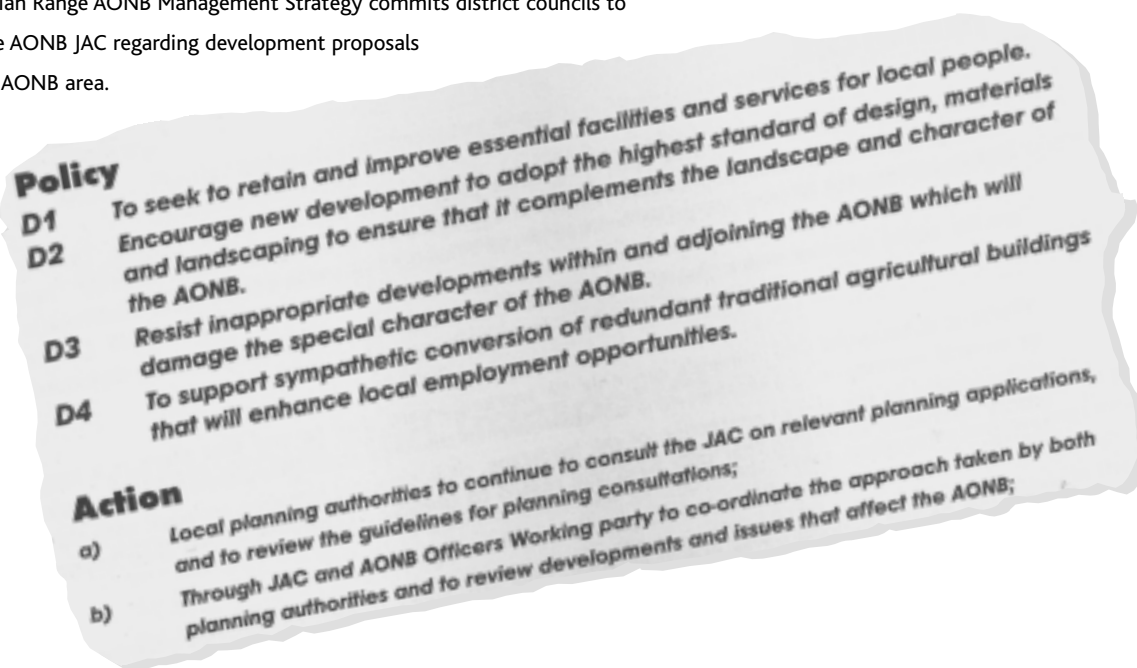 Range AONB Management Strategy commits district councils to
AONB JAC regarding development proposals
AONB area.
Policy
D1 To seek to retain and improve essential facilities and services for local people.
D2 Encourage new development to adopt the highest standard of design, materials
and landscaping to ensure that it complements the landscape and character of
the AONB.
D3 Resist inappropriate developments within and adjoining the AONB which will
damage the special character of the AONB.
D4 To support sympathetic conversion of redundant traditional agricultural buildings
that will enhance local employment opportunities.
Action
a) Local planning authorities to continue to consult the JAC on relevant planning applications,
and to review the guidelines for planning consultations;
b) Through JAC and AONB Officers Working party to co-ordinate the approach taken by both
planning authorities and to review developments and issues that affect the AONB;